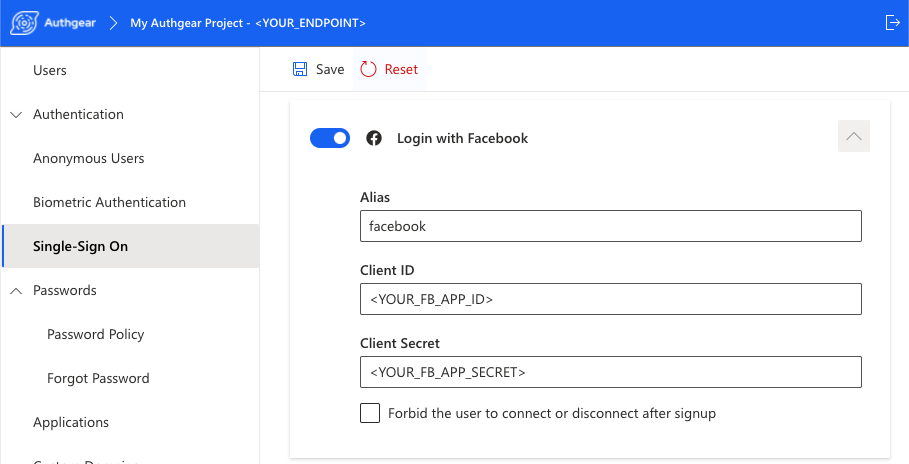 Authgear
My Authgear Project - <YOUR_ENDPOINT>
Users
Authentication
Anonymous Users
Biometric Authentication
Single-Sign On
Passwords
Password Policy
Forgot Password
Applications
Save
Reset
Login with Facebook
Alias
facebook
Client ID
<YOUR_FB_APP_ID>
Client Secret
<YOUR_FB_APP_SECRET>
Forbid the user to connect or disconnect after signup